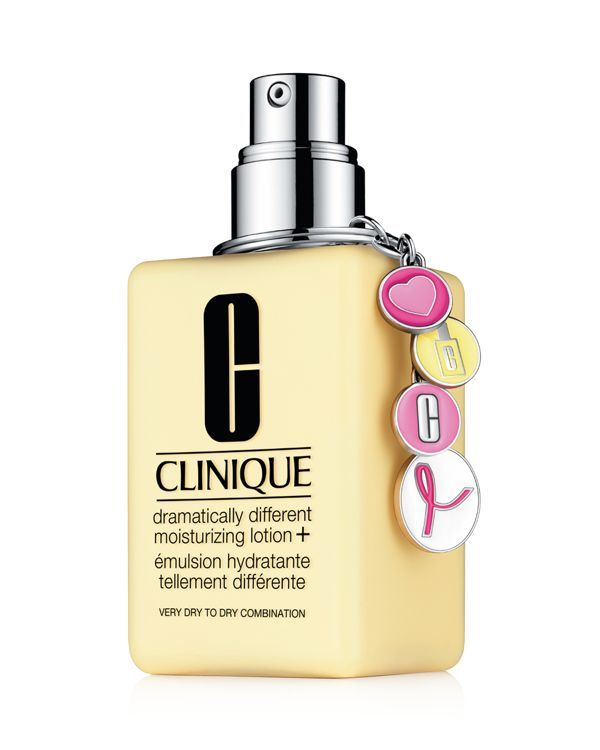 C
CLINIQUE
dramatically different
moisturizing lotion+
émulsion hydratante
tellement différente
VERY DRY TO DRY COMBINATION
C
C